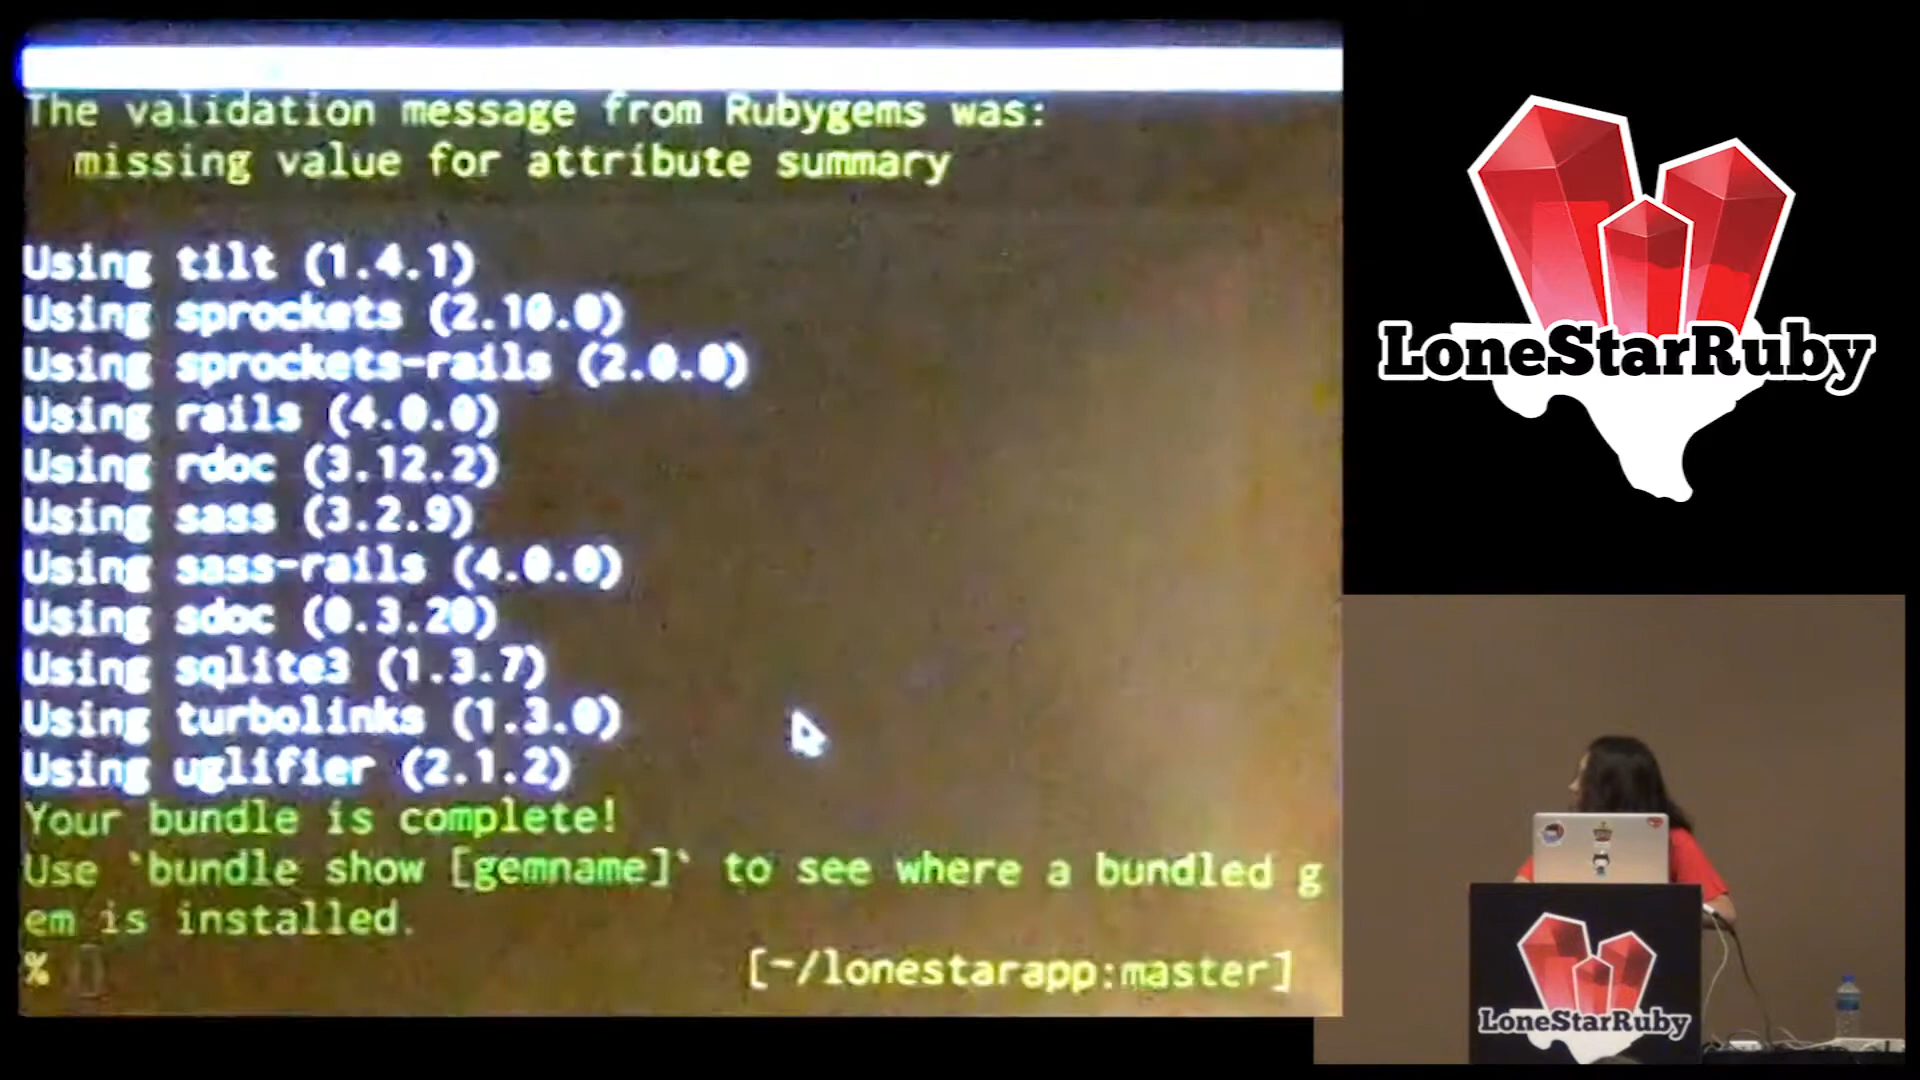 The validation message from Rubygems was:
missing value for attribute summary
Using tilt (1.4.1)
Using sprockets (2.10.0)
Using sprockets-rails (2.0.0)
Using rails (4.0.0)
Using rdoc (3.12.2)
Using sass (3.2.9)
Using sass-rails (4.0.0)
Using sdoc (0.3.20)
Using sqlite3 (1.3.7)
Using turbolinks (1.3.0)
Using uglifier (2.1.2)
Your bundle is complete!
Use `bundle show [gemname]` to see where a bundled g
em is installed.
% [~/lonestarapp:master]
LoneStarRuby
LoneStarRuby